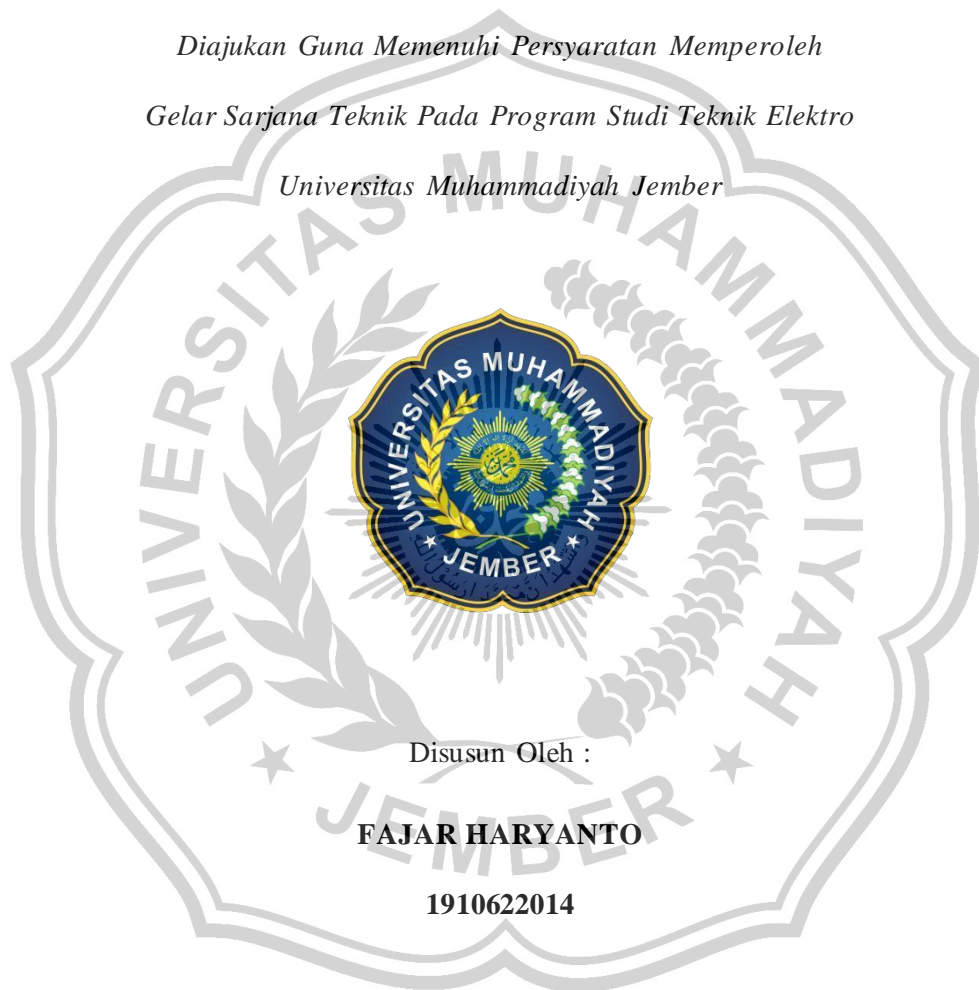 Diajukan Guna Memenuhi Persyaratan Memperoleh
Gelar Sarjana Teknik Pada Program Studi Teknik Elektro
Universitas Muhammadiyah Jember
UNIVERSITAS MUHAMMADIYAH
JEMBER
UNIVERSITAS MUHAMMADIYAH
JEMBER
Disusun Oleh :
FAJAR HARYANTO
1910622014